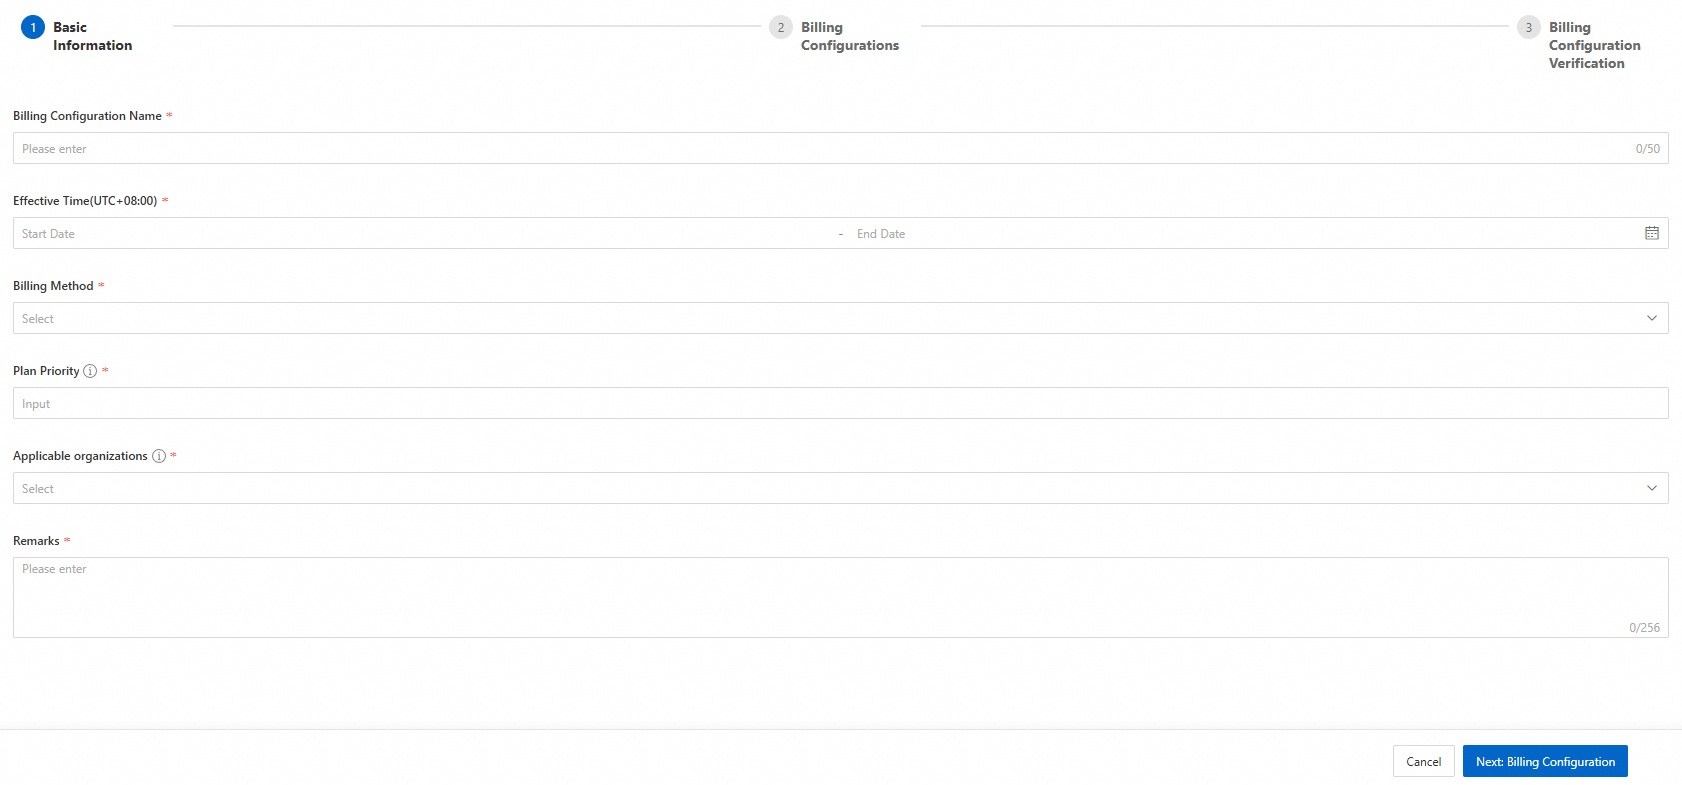 1 Basic
Information
2 Billing
Configurations
3 Billing
Configuration
Verification
Billing Configuration Name *
Please enter 0/50
Effective Time(UTC+08:00) *
Start Date - End Date
Billing Method *
Select
Plan Priority *
Input
Applicable organizations *
Select
Remarks *
Please enter
0/256
Cancel Next: Billing Configuration